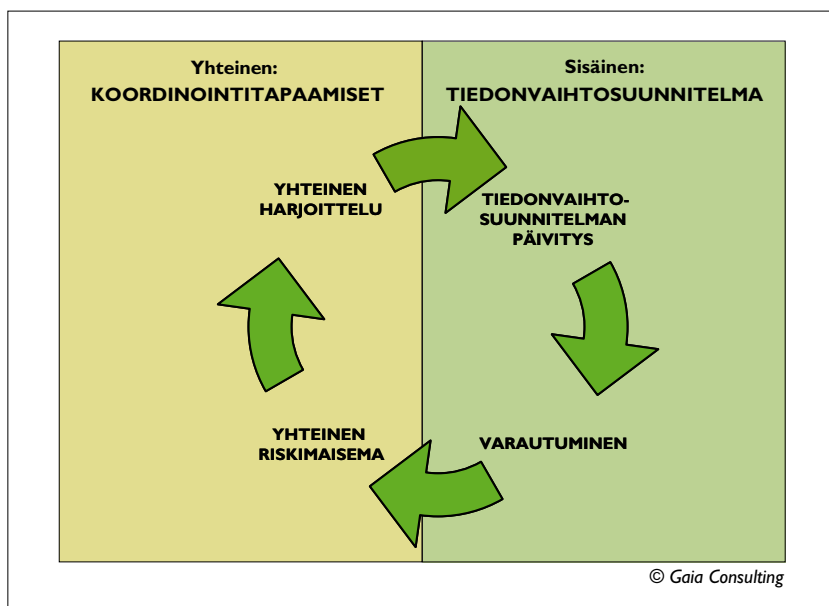 Yhteinen:
KOORDINOINTITAPAAMISET
Sisäinen:
TIEDONVAIHTOSUUNNITELMA
YHTEINEN
HARJOITTELU
TIEDONVAIHTO-
SUUNNITELMAN
PÄIVITYS
YHTEINEN
RISKIMAISEMA
VARAUTUMINEN
© Gaia Consulting